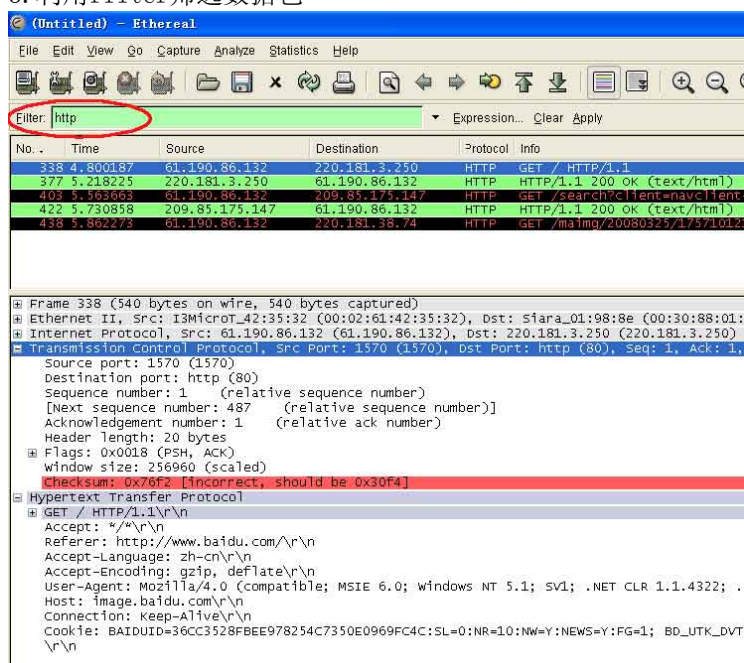 (Untitled) - Ethereal
File Edit View Go Capture Analyze Statistics Help
Filter: http Expression... Clear Apply
No. . Time Source Destination Protocol Info
338 4.800187 61.190.86.132 220.181.3.250 HTTP GET / HTTP/1.1
377 5.218225 220.181.3.250 61.190.86.132 HTTP HTTP/1.1 200 OK (text/html)
403 5.563663 61.190.86.132 209.85.175.147 HTTP GET /search?client=navclient
422 5.730858 209.85.175.147 61.190.86.132 HTTP HTTP/1.1 200 OK (text/html)
438 5.862273 61.190.86.132 220.181.38.74 HTTP GET /maimg/20080325/1757101
Frame 338 (540 bytes on wire, 540 bytes captured)
Ethernet II, Src: I3MicroT_42:35:32 (00:02:61:42:35:32), Dst: Siara_01:98:8e (00:30:88:01:
Internet Protocol, Src: 61.190.86.132 (61.190.86.132), Dst: 220.181.3.250 (220.181.3.250)
Transmission Control Protocol, Src Port: 1570 (1570), Dst Port: http (80), Seq: 1, Ack: 1,
Source port: 1570 (1570)
Destination port: http (80)
Sequence number: 1 (relative sequence number)
[Next sequence number: 487 (relative sequence number)]
Acknowledgement number: 1 (relative ack number)
Header length: 20 bytes
Flags: 0x0018 (PSH, ACK)
Window size: 256960 (scaled)
Checksum: 0x76f2 [incorrect, should be 0x30f4]
Hypertext Transfer Protocol
GET / HTTP/1.1\r\n
Accept: */*\r\n
Referer: http://www.baidu.com/\r\n
Accept-Language: zh-cn\r\n
Accept-Encoding: gzip, deflate\r\n
User-Agent: Mozilla/4.0 (compatible; MSIE 6.0; Windows NT 5.1; SV1; .NET CLR 1.1.4322; .
Host: image.baidu.com\r\n
Connection: Keep-Alive\r\n
Cookie: BAIDUID=36CC3528FBEE978254C7350E0969FC4C:SL=0:NR=10:NW=Y:NEWS=Y:FG=1; BD_UTK_DVT
\r\n